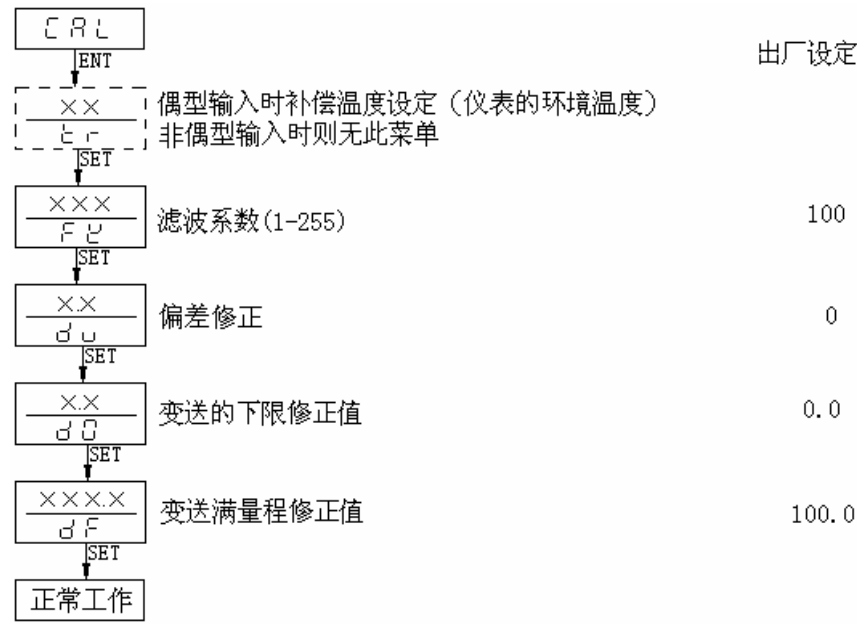 CAL
ENT
出厂设定
××
偶型输入时补偿温度设定（仪表的环境温度）
tr
非偶型输入时则无此菜单
SET
×××
滤波系数(1-255)
100
SET
×.×
偏差修正
0
du
SET
×.×
变送的下限修正值
0.0
d0
SET
×××.×
变送满量程修正值
100.0
dF
SET
正常工作